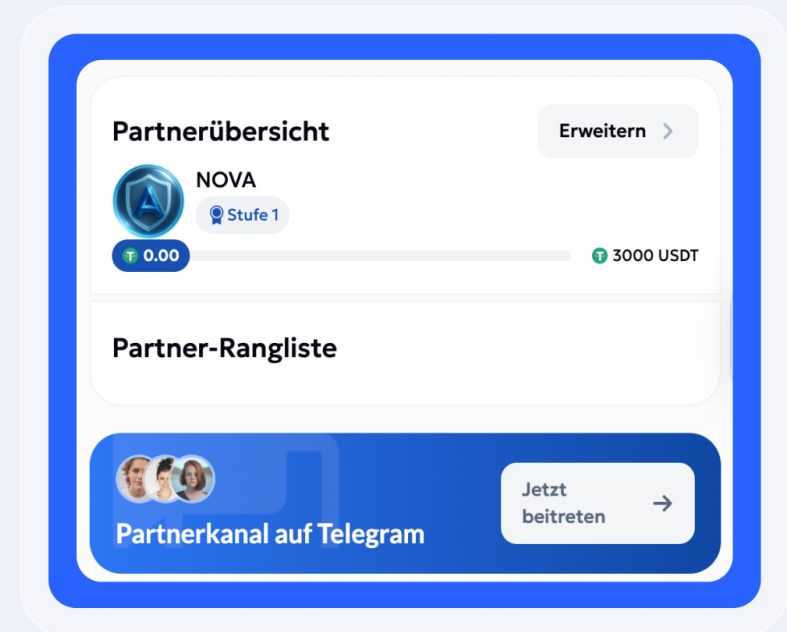 Partnerübersicht
Erweitern
NOVA
Stufe 1
0.00
3000 USDT
Partner-Rangliste
Partnerkanal auf Telegram
Jetzt
beitreten